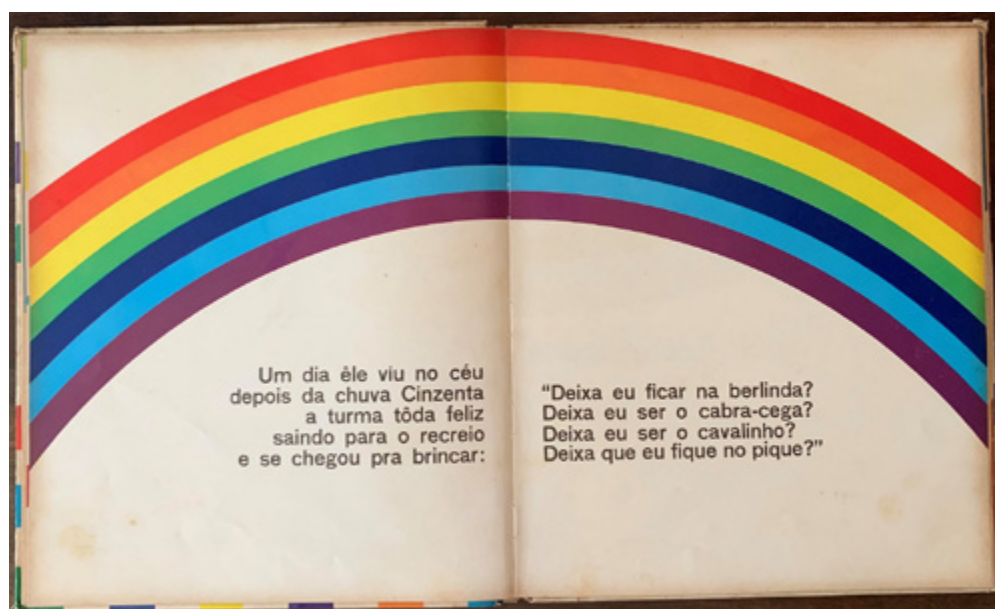 Um dia êle viu no céu
depois da chuva Cinzenta
a turma tôda feliz
saindo para o recreio
e se chegou pra brincar:
“Deixa eu ficar na berlinda?
Deixa eu ser o cabra-cega?
Deixa eu ser o cavalinho?
Deixa que eu fique no pique?”